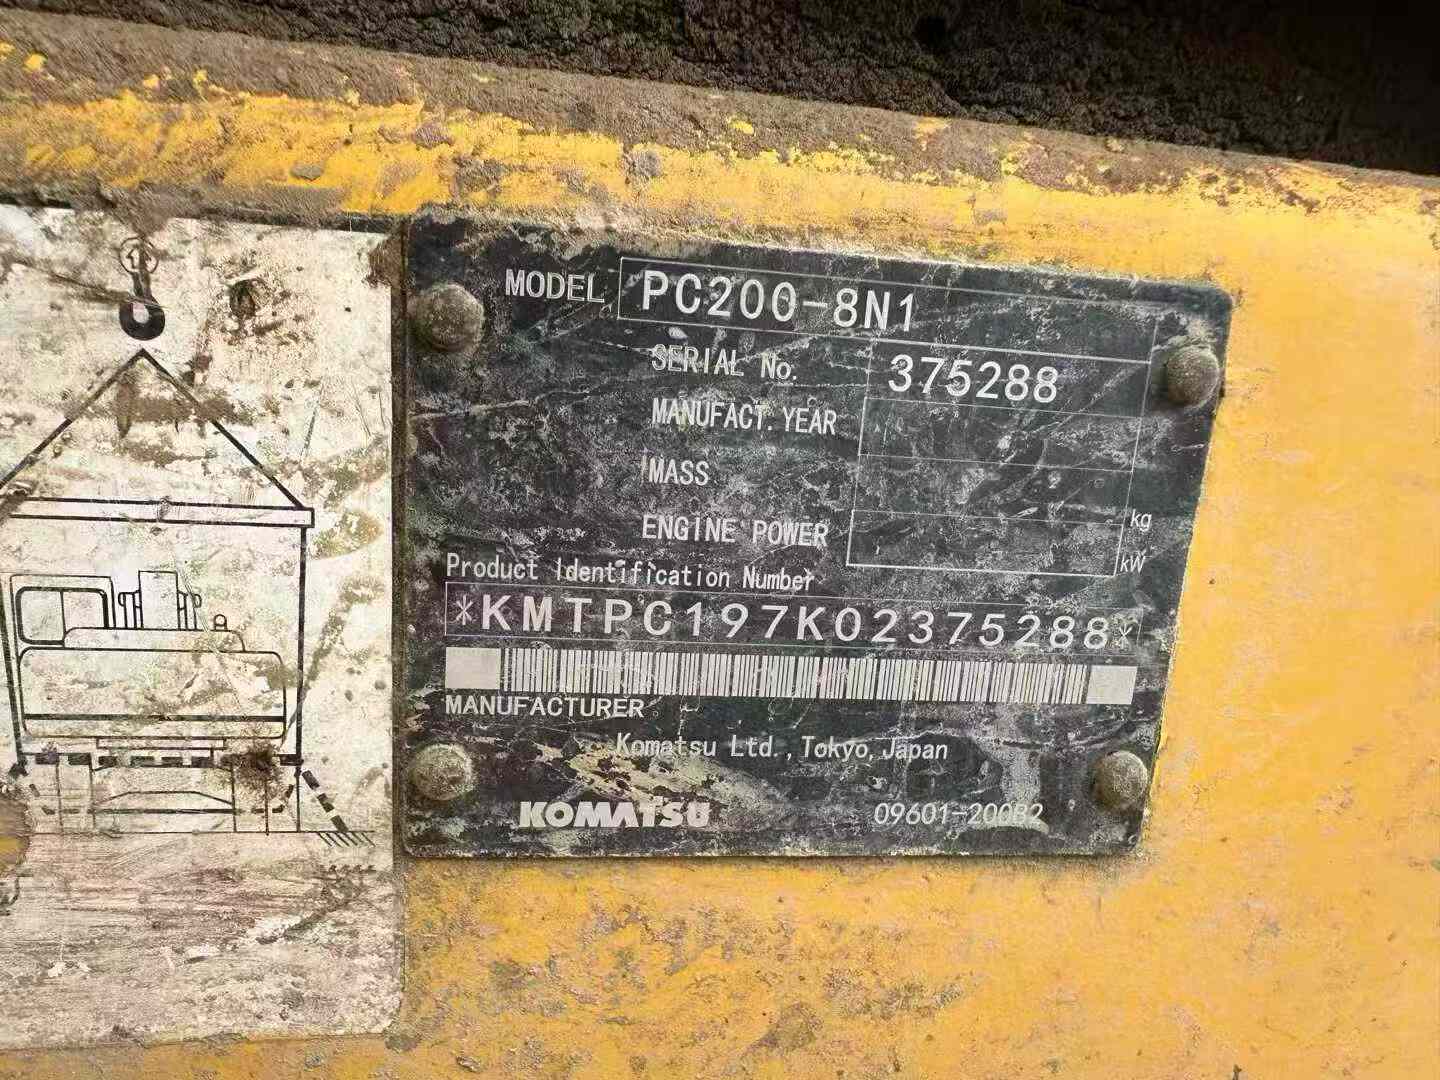 1
MODEL PC200-8N1
SERIAL No. 375288
MANUFACT. YEAR
MASS kg
ENGINE POWER kW
Product Identification Number
*KMTPC197K02375288*
MANUFACTURER
Komatsu Ltd., Tokyo, Japan
KOMATSU 09601-20082